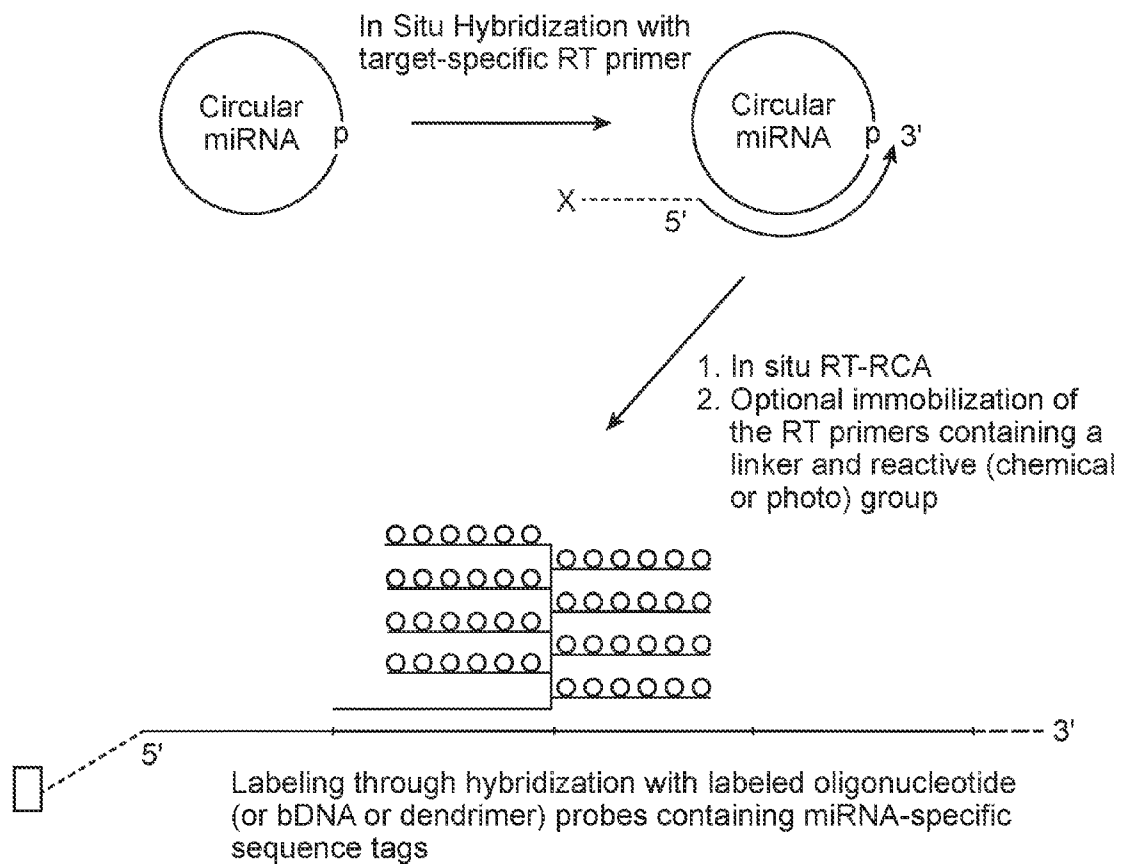 In Situ Hybridization with
target-specific RT primer
Circular
miRNA
p
Circular
miRNA
p
3'
X
5'
1. In situ RT-RCA
2. Optional immobilization of
the RT primers containing a
linker and reactive (chemical
or photo) group
5'
3'
Labeling through hybridization with labeled oligonucleotide
(or bDNA or dendrimer) probes containing miRNA-specific
sequence tags